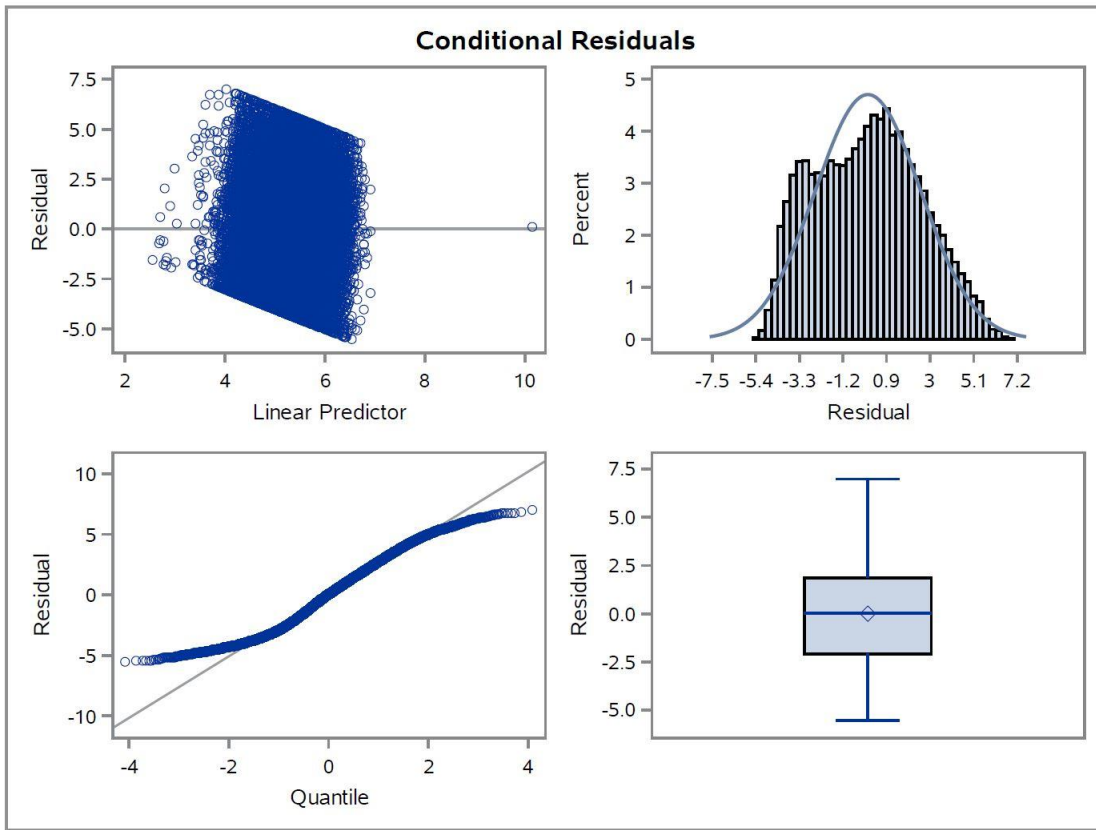 Conditional Residuals
7.5
5.0
2.5
0.0
-2.5
-5.0
Residual
2 4 6 8 10
Linear Predictor
5
4
3
2
1
0
Percent
-7.5 -5.4 -3.3 -1.2 0.9 3 5.1 7.2
Residual
10
5
0
-5
-10
Residual
-4 -2 0 2 4
Quantile
7.5
5.0
2.5
0.0
-2.5
-5.0
Residual